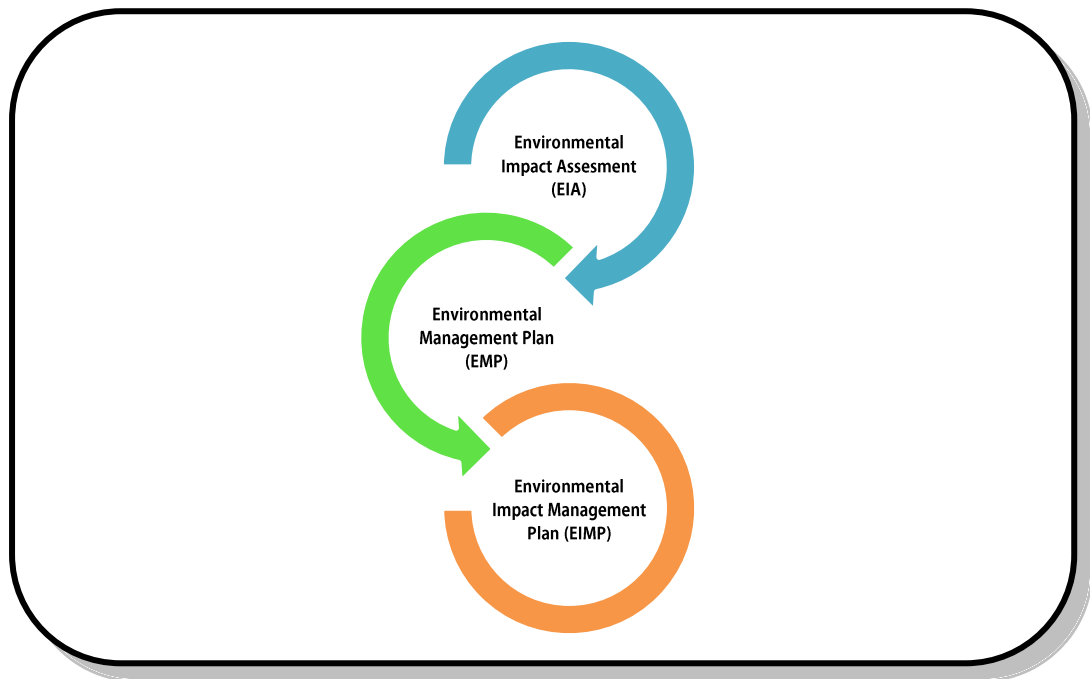 Environmental
Impact Assesment
(EIA)
Environmental
Management Plan
(EMP)
Environmental
Impact Management
Plan (EIMP)